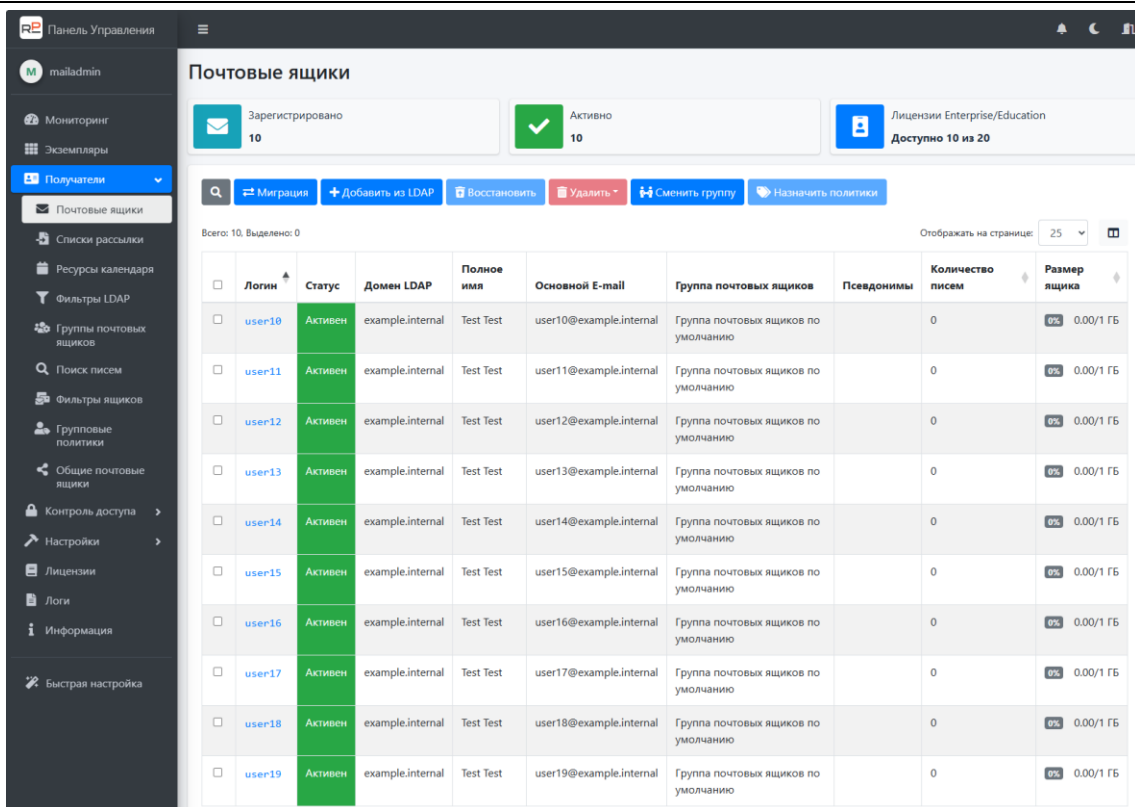 RP Панель Управления
M mailadmin
Мониторинг
Экземпляры
Получатели
Почтовые ящики
Списки рассылки
Ресурсы календаря
Фильтры LDAP
Группы почтовых
ящиков
Поиск писем
Фильтры ящиков
Групповые
политики
Общие почтовые
ящики
Контроль доступа
Настройки
Лицензии
Логи
Информация
Быстрая настройка
Почтовые ящики
Зарегистрировано
10
Активно
10
Лицензии Enterprise/Education
Доступно 10 из 20
Миграция Добавить из LDAP Восстановить Удалить Сменить группу Назначить политики
Всего: 10, Выделено: 0 Отображать на странице: 25
Логин Статус Домен LDAP Полное имя Основной E-mail Группа почтовых ящиков Псевдонимы Количество писем Размер ящика
user10 Активен example.internal Test Test user10@example.internal Группа почтовых ящиков по 0 0% 0.00/1 ГБ
умолчанию
user11 Активен example.internal Test Test user11@example.internal Группа почтовых ящиков по 0 0% 0.00/1 ГБ
умолчанию
user12 Активен example.internal Test Test user12@example.internal Группа почтовых ящиков по 0 0% 0.00/1 ГБ
умолчанию
user13 Активен example.internal Test Test user13@example.internal Группа почтовых ящиков по 0 0% 0.00/1 ГБ
умолчанию
user14 Активен example.internal Test Test user14@example.internal Группа почтовых ящиков по 0 0% 0.00/1 ГБ
умолчанию
user15 Активен example.internal Test Test user15@example.internal Группа почтовых ящиков по 0 0% 0.00/1 ГБ
умолчанию
user16 Активен example.internal Test Test user16@example.internal Группа почтовых ящиков по 0 0% 0.00/1 ГБ
умолчанию
user17 Активен example.internal Test Test user17@example.internal Группа почтовых ящиков по 0 0% 0.00/1 ГБ
умолчанию
user18 Активен example.internal Test Test user18@example.internal Группа почтовых ящиков по 0 0% 0.00/1 ГБ
умолчанию
user19 Активен example.internal Test Test user19@example.internal Группа почтовых ящиков по 0 0% 0.00/1 ГБ
умолчанию